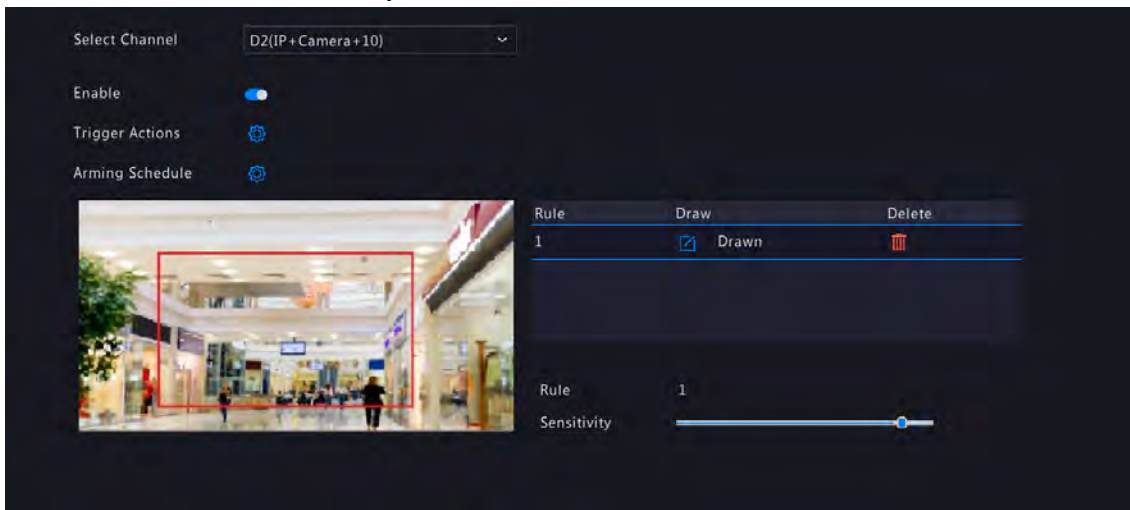 Select Channel D2(IP+Camera+10)
Enable
Trigger Actions
Arming Schedule
Rule Draw Delete
1 Drawn
Rule 1
Sensitivity